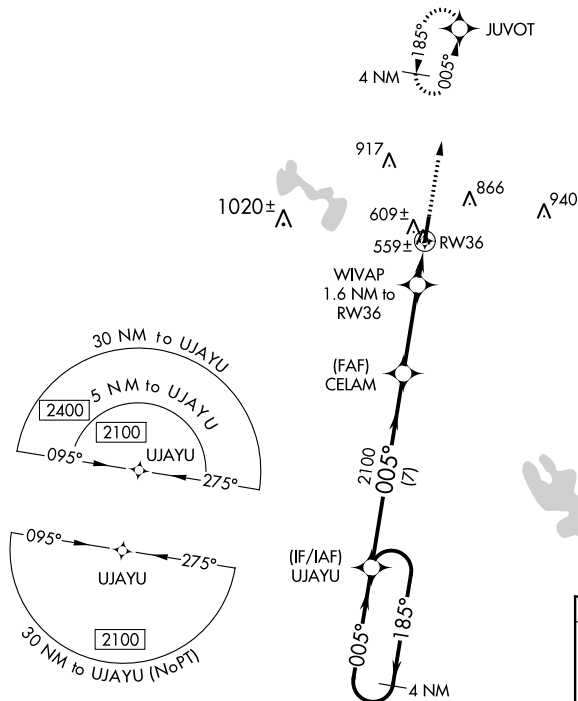 JUVOT
185°
005°
4 NM
917
866
940
1020±
609±
559±
RW36
WIVAP
1.6 NM to
RW36
(FAF)
CELAM
2100
005°
(7)
(IF/IAF)
UJAYU
005°
185°
4 NM
30 NM to UJAYU
5 NM to UJAYU
2400
2100
UJAYU
095°
275°
095°
275°
UJAYU
2100
30 NM to UJAYU (NoPT)